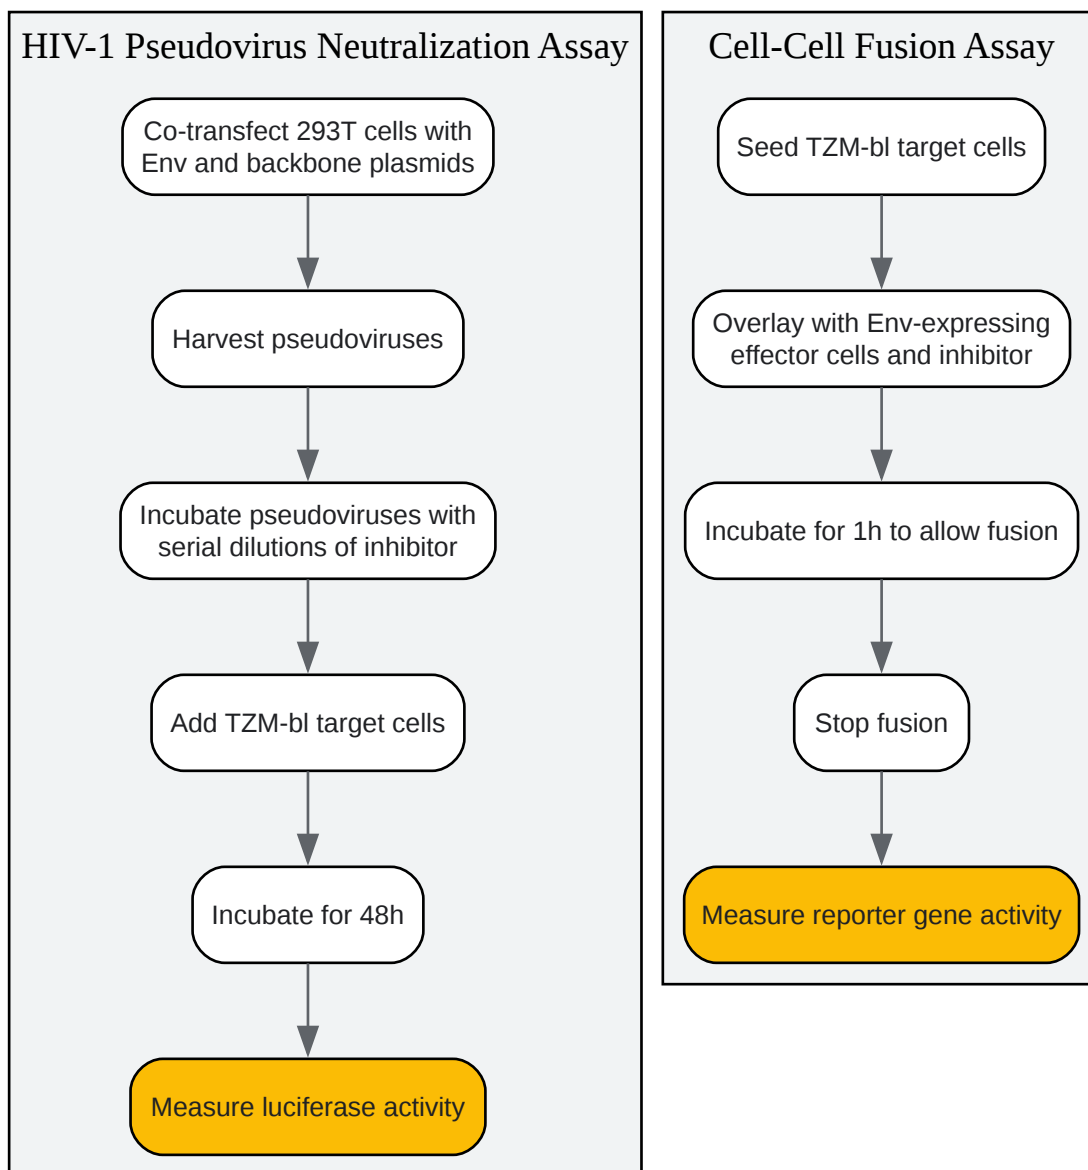 HIV-1 Pseudovirus Neutralization Assay
Co-transfect 293T cells with
Env and backbone plasmids
Harvest pseudoviruses
Incubate pseudoviruses with
serial dilutions of inhibitor
Add TZM-bl target cells
Incubate for 48h
Measure luciferase activity
Cell-Cell Fusion Assay
Seed TZM-bl target cells
Overlay with Env-expressing
effector cells and inhibitor
Incubate for 1h to allow fusion
Stop fusion
Measure reporter gene activity